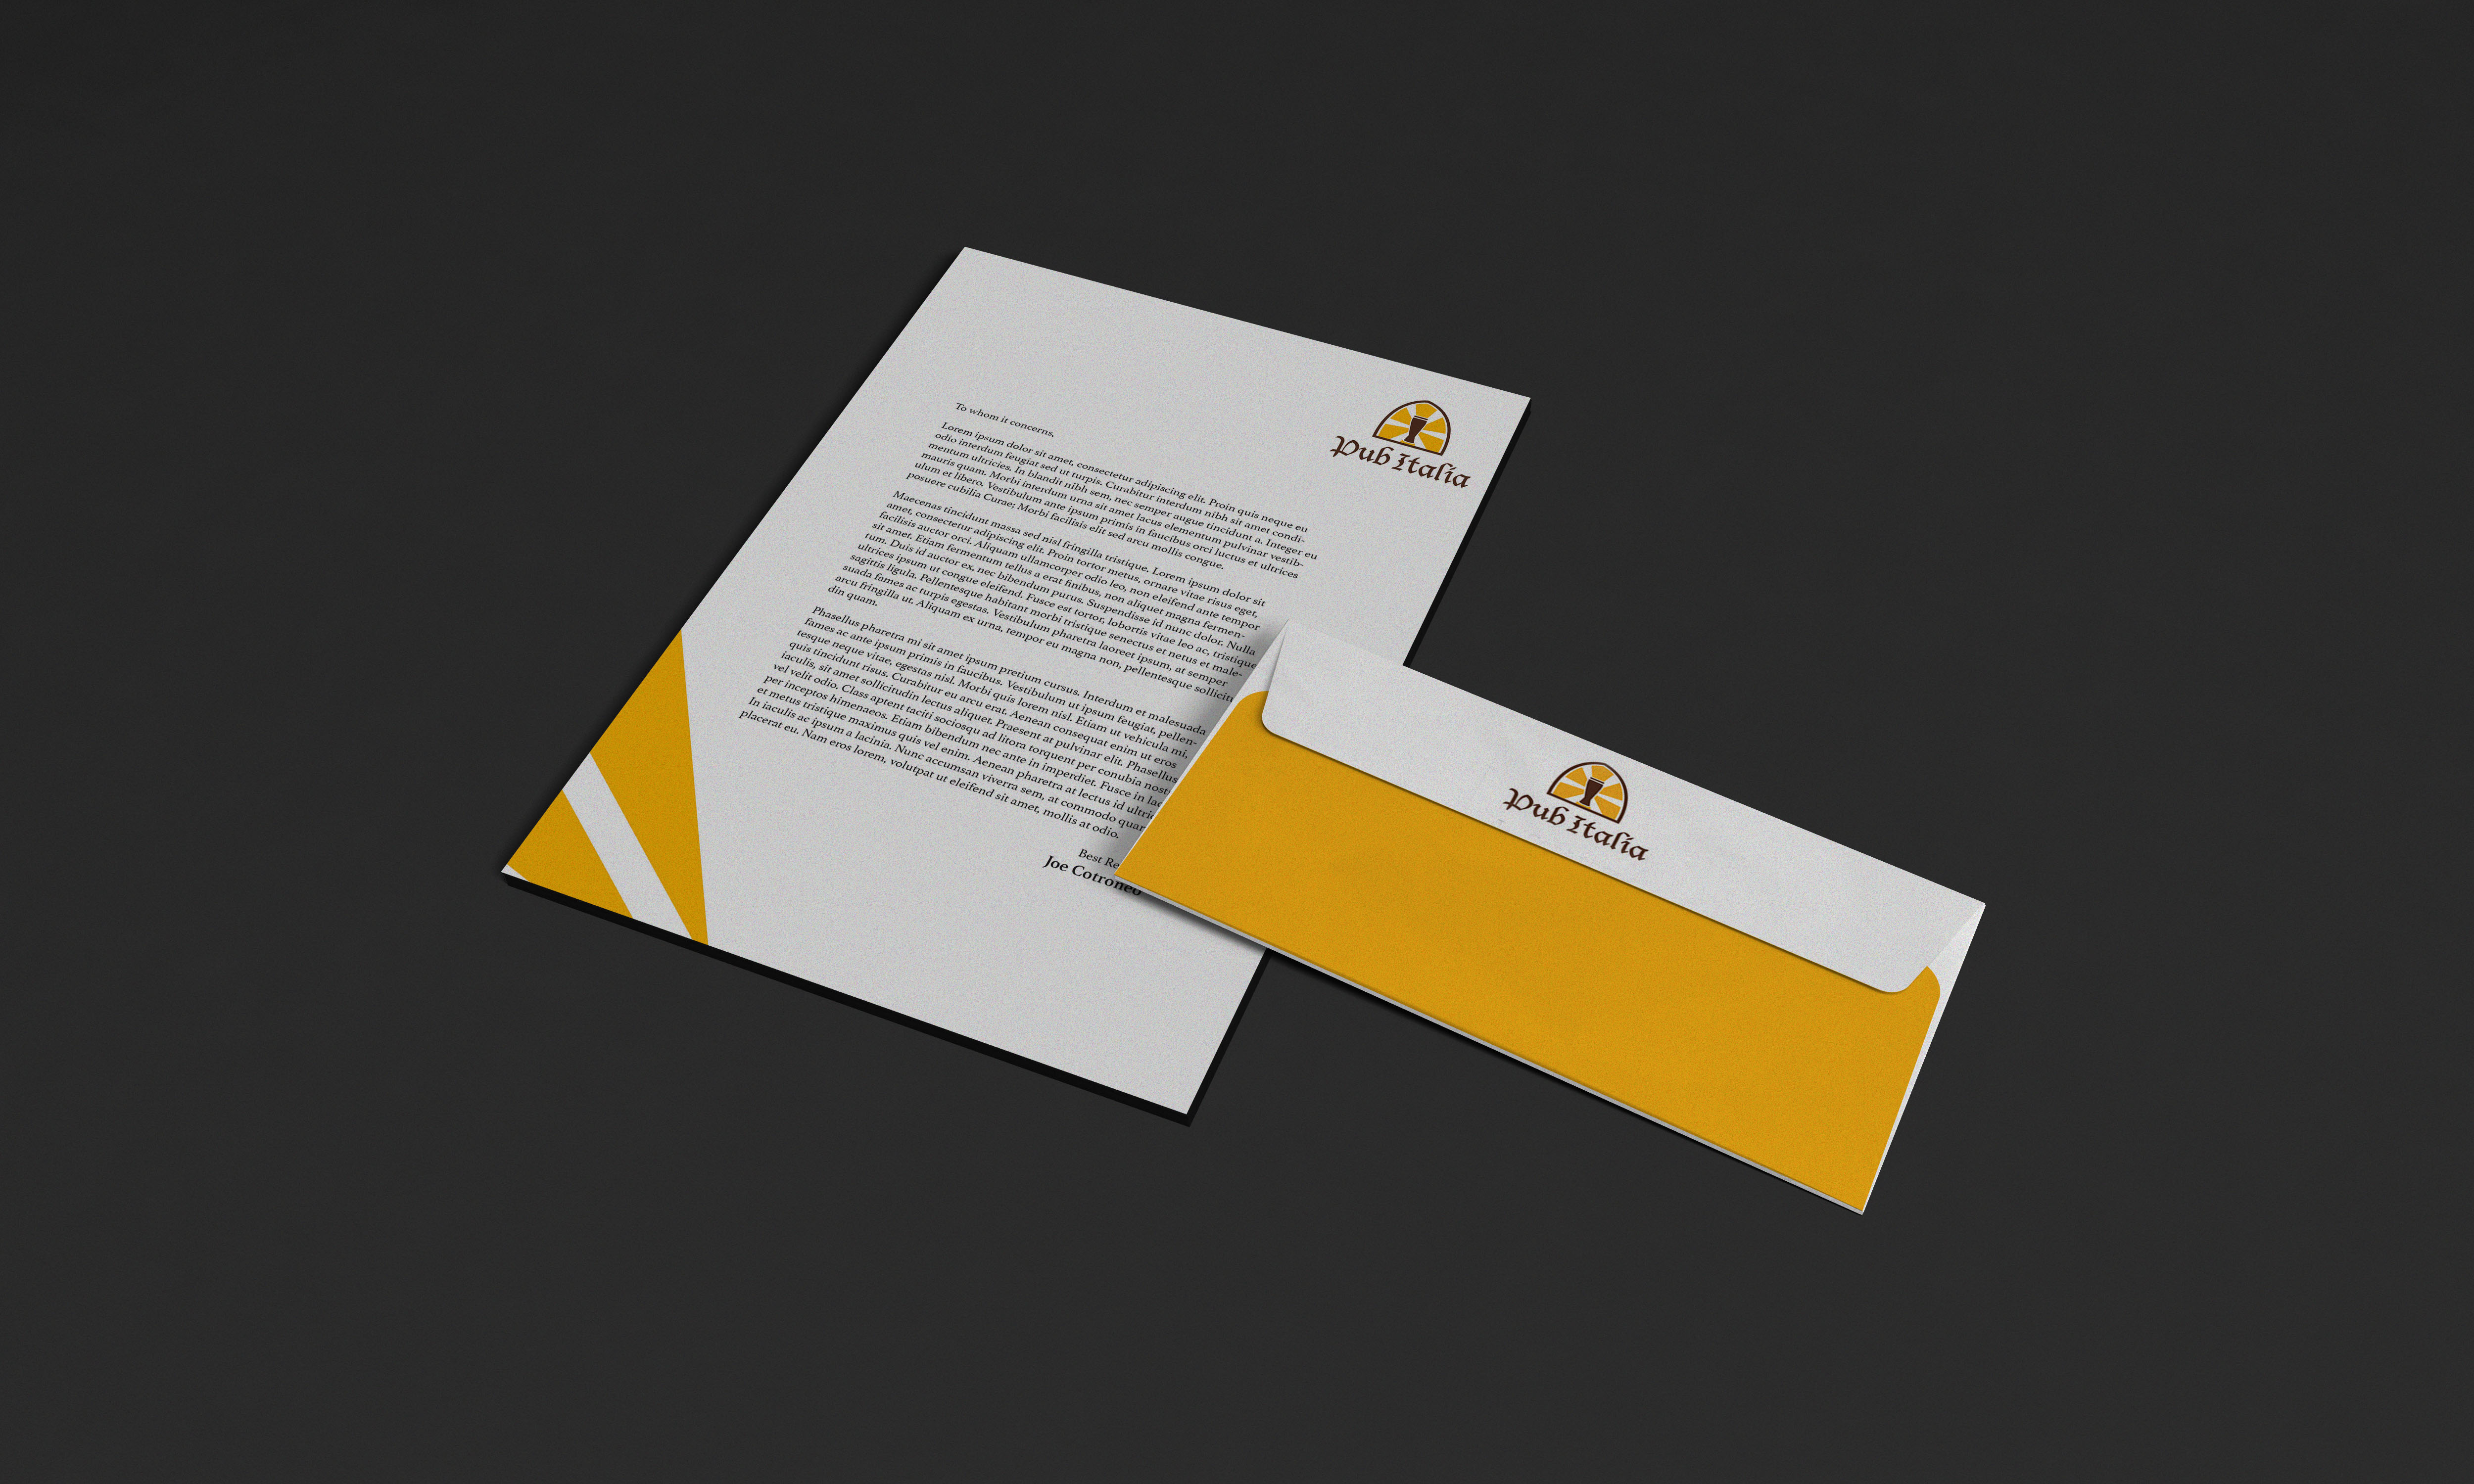 Pub Italia
To whom it concerns,
Lorem ipsum dolor sit amet, consectetur adipiscing elit. Proin quis neque eu
odio interdum feugiat sed ut turpis. Curabitur interdum nibh sit amet condi-
mentum ultricies. In blandit nibh sem, nec semper augue tincidunt a. Integer eu
mauris quam. Morbi interdum urna sit amet lacus elementum pulvinar vestib-
ulum et libero. Vestibulum ante ipsum primis in faucibus orci luctus et ultrices
posuere cubilia Curae; Morbi facilisis elit sed arcu mollis congue.
Maecenas tincidunt massa sed nisl fringilla tristique. Lorem ipsum dolor sit
amet, consectetur adipiscing elit. Proin tortor metus, ornare vitae risus eget,
facilisis auctor orci. Aliquam ullamcorper odio leo, non eleifend ante tempor
sit amet. Etiam fermentum tellus a erat finibus, non aliquet magna fermen-
tum. Duis id auctor ex, nec bibendum purus. Suspendisse id nunc dolor. Nulla
ultrices ipsum ut congue eleifend. Fusce est tortor, lobortis vitae leo ac, tristique
sagittis ligula. Pellentesque habitant morbi tristique senectus et netus et male-
suada fames ac turpis egestas. Vestibulum pharetra laoreet ipsum, at semper
arcu fringilla ut. Aliquam ex urna, tempor eu magna non, pellentesque sollicitu
din quam.
Phasellus pharetra mi sit amet ipsum pretium cursus. Interdum et malesuada
fames ac ante ipsum primis in faucibus. Vestibulum ut ipsum feugiat, pellen-
tesque neque vitae, egestas nisl. Morbi quis lorem nisl. Etiam ut vehicula mi,
quis tincidunt risus. Curabitur eu arcu erat. Aenean consequat enim ut eros
iaculis, sit amet sollicitudin lectus aliquet. Praesent at pulvinar elit. Phasellus
vel velit odio. Class aptent taciti sociosqu ad litora torquent per conubia nost
per inceptos himenaeos. Etiam bibendum nec ante in imperdiet. Fusce in lac
et metus tristique maximus quis vel enim. Aenean pharetra at lectus id ultri
In iaculis ac ipsum a lacinia. Nunc accumsan viverra sem, at commodo quar
placerat eu. Nam eros lorem, volutpat ut eleifend sit amet, mollis at odio.
Best Re
Joe Cotroneo
Pub Italia